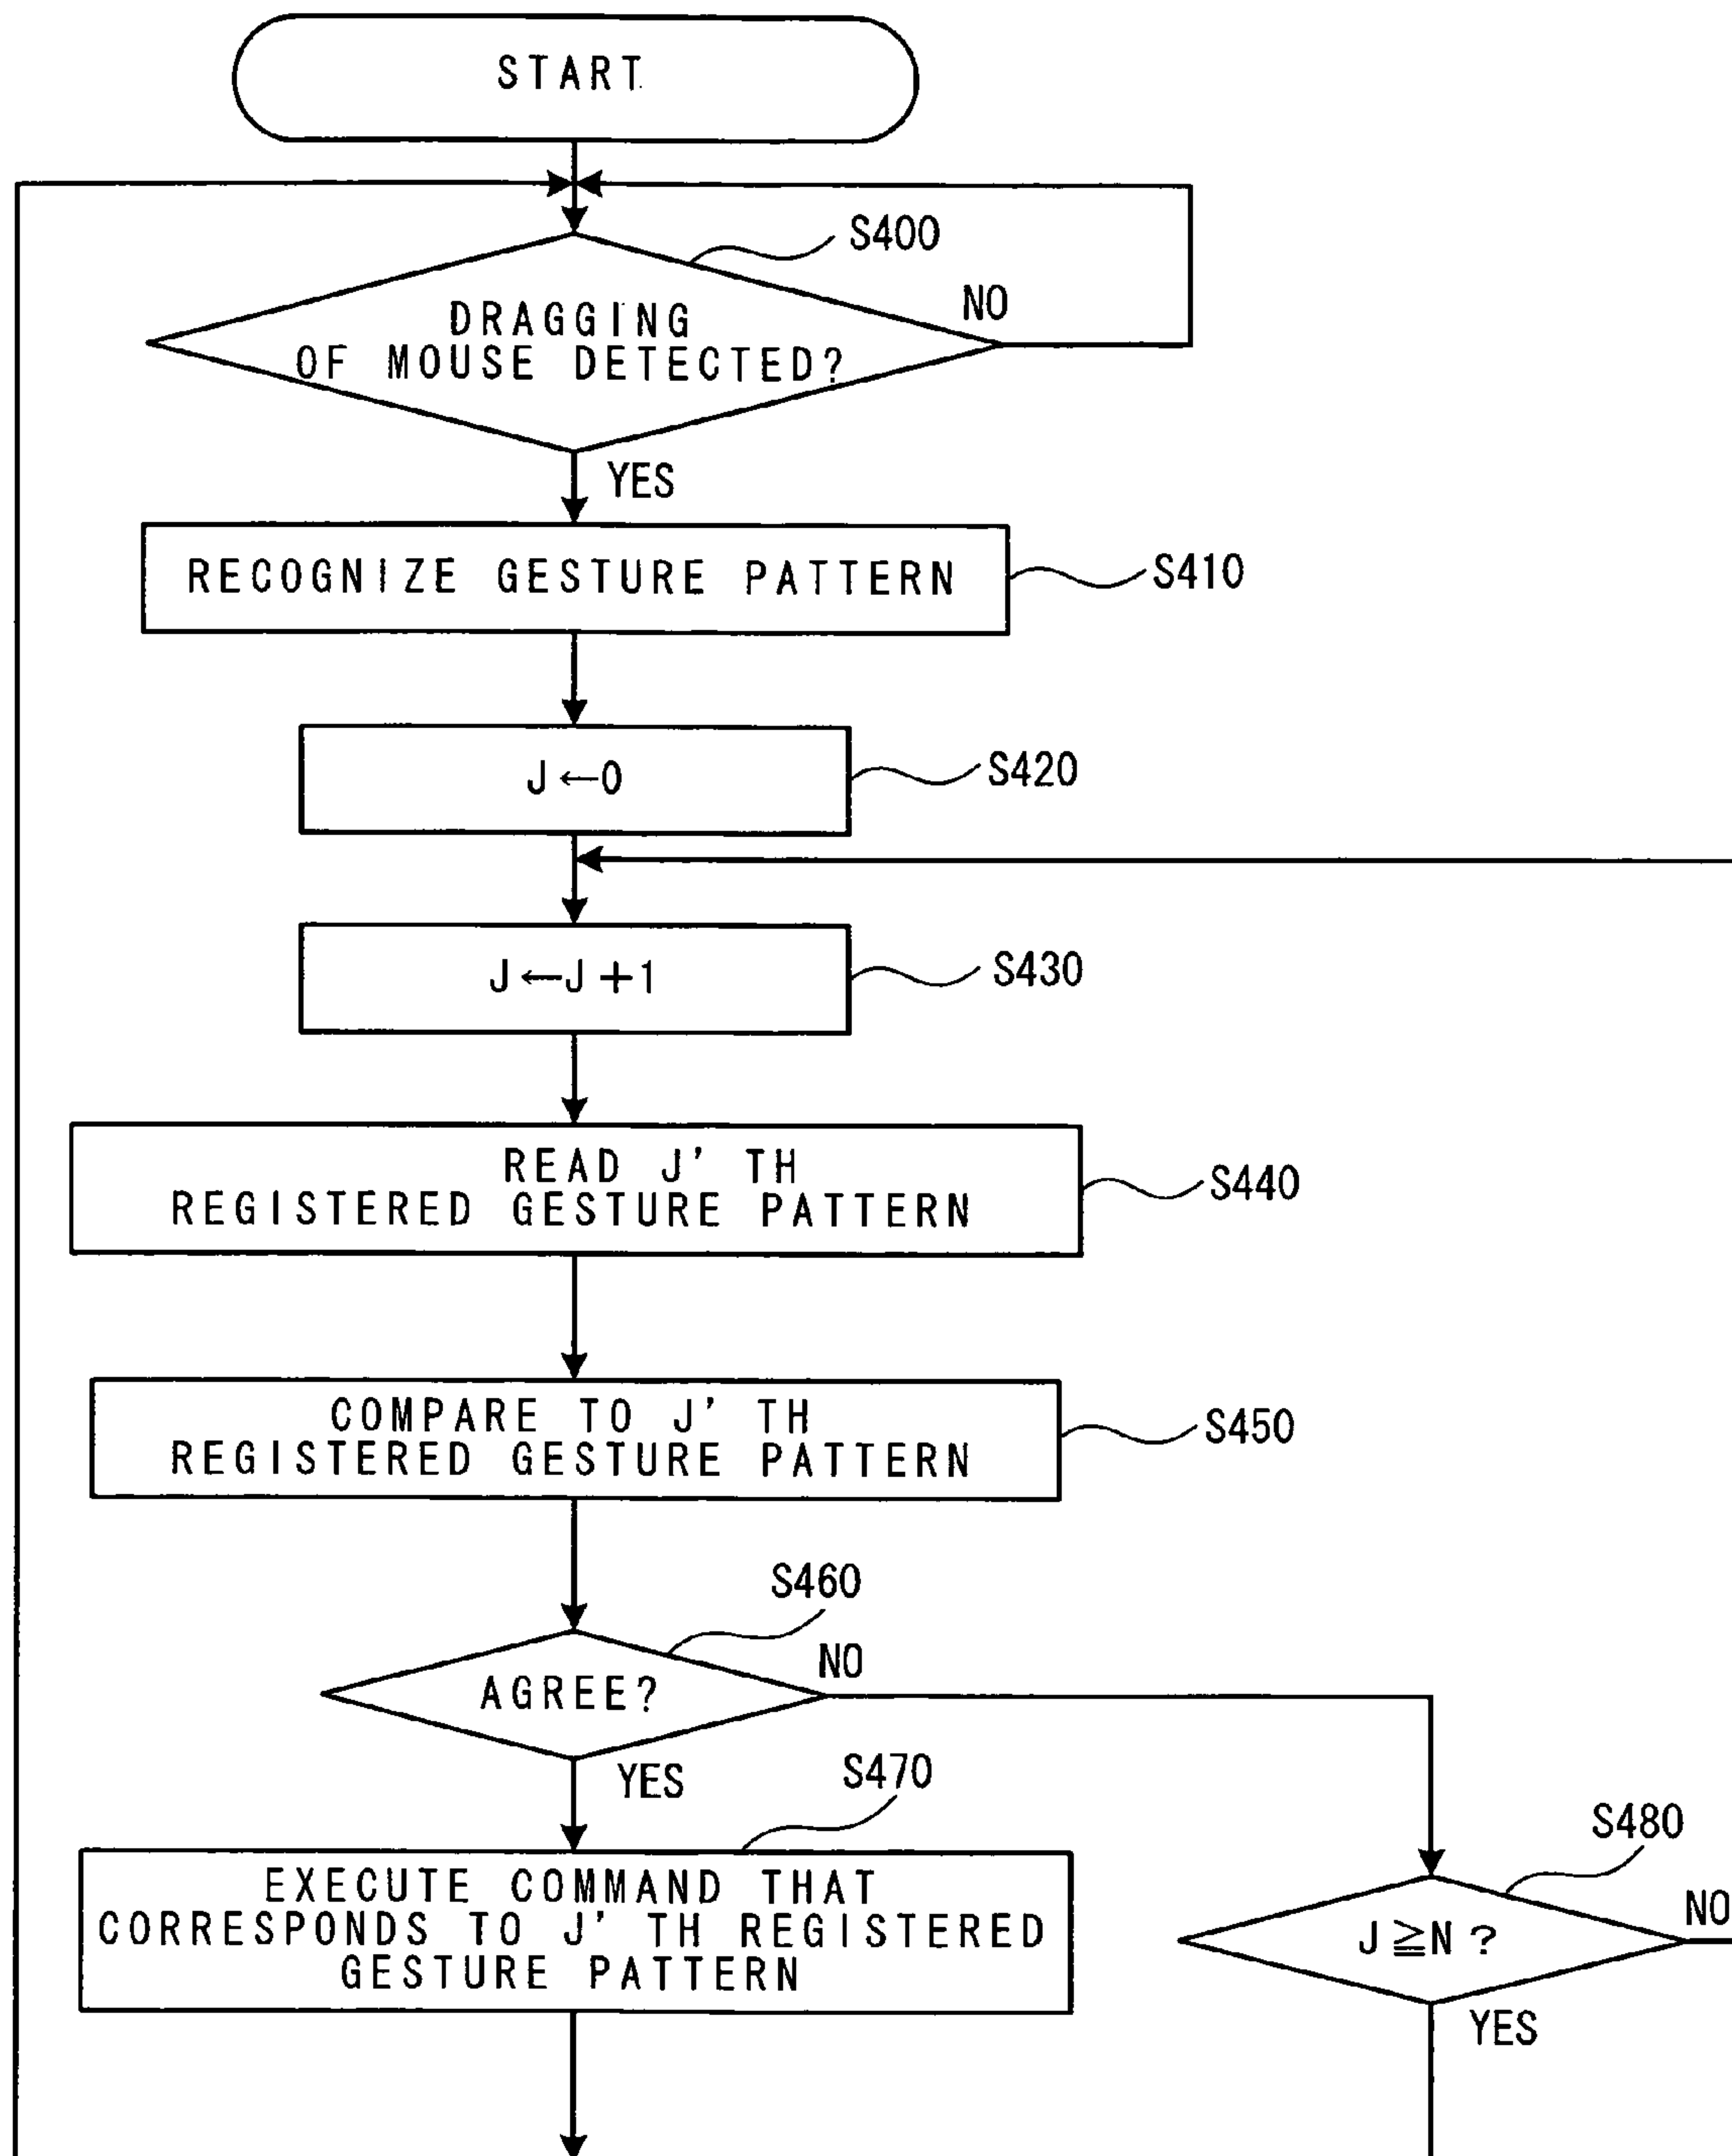 START
S400
NO
DRAGGING
OF MOUSE DETECTED?
YES
RECOGNIZE GESTURE PATTERN
S410
J←0
S420
J←J+1
S430
READ J' TH
REGISTERED GESTURE PATTERN
S440
COMPARE TO J' TH
REGISTERED GESTURE PATTERN
S450
S460
NO
AGREE?
YES
S470
EXECUTE COMMAND THAT
CORRESPONDS TO J' TH REGISTERED
GESTURE PATTERN
S480
NO
J≧N?
YES